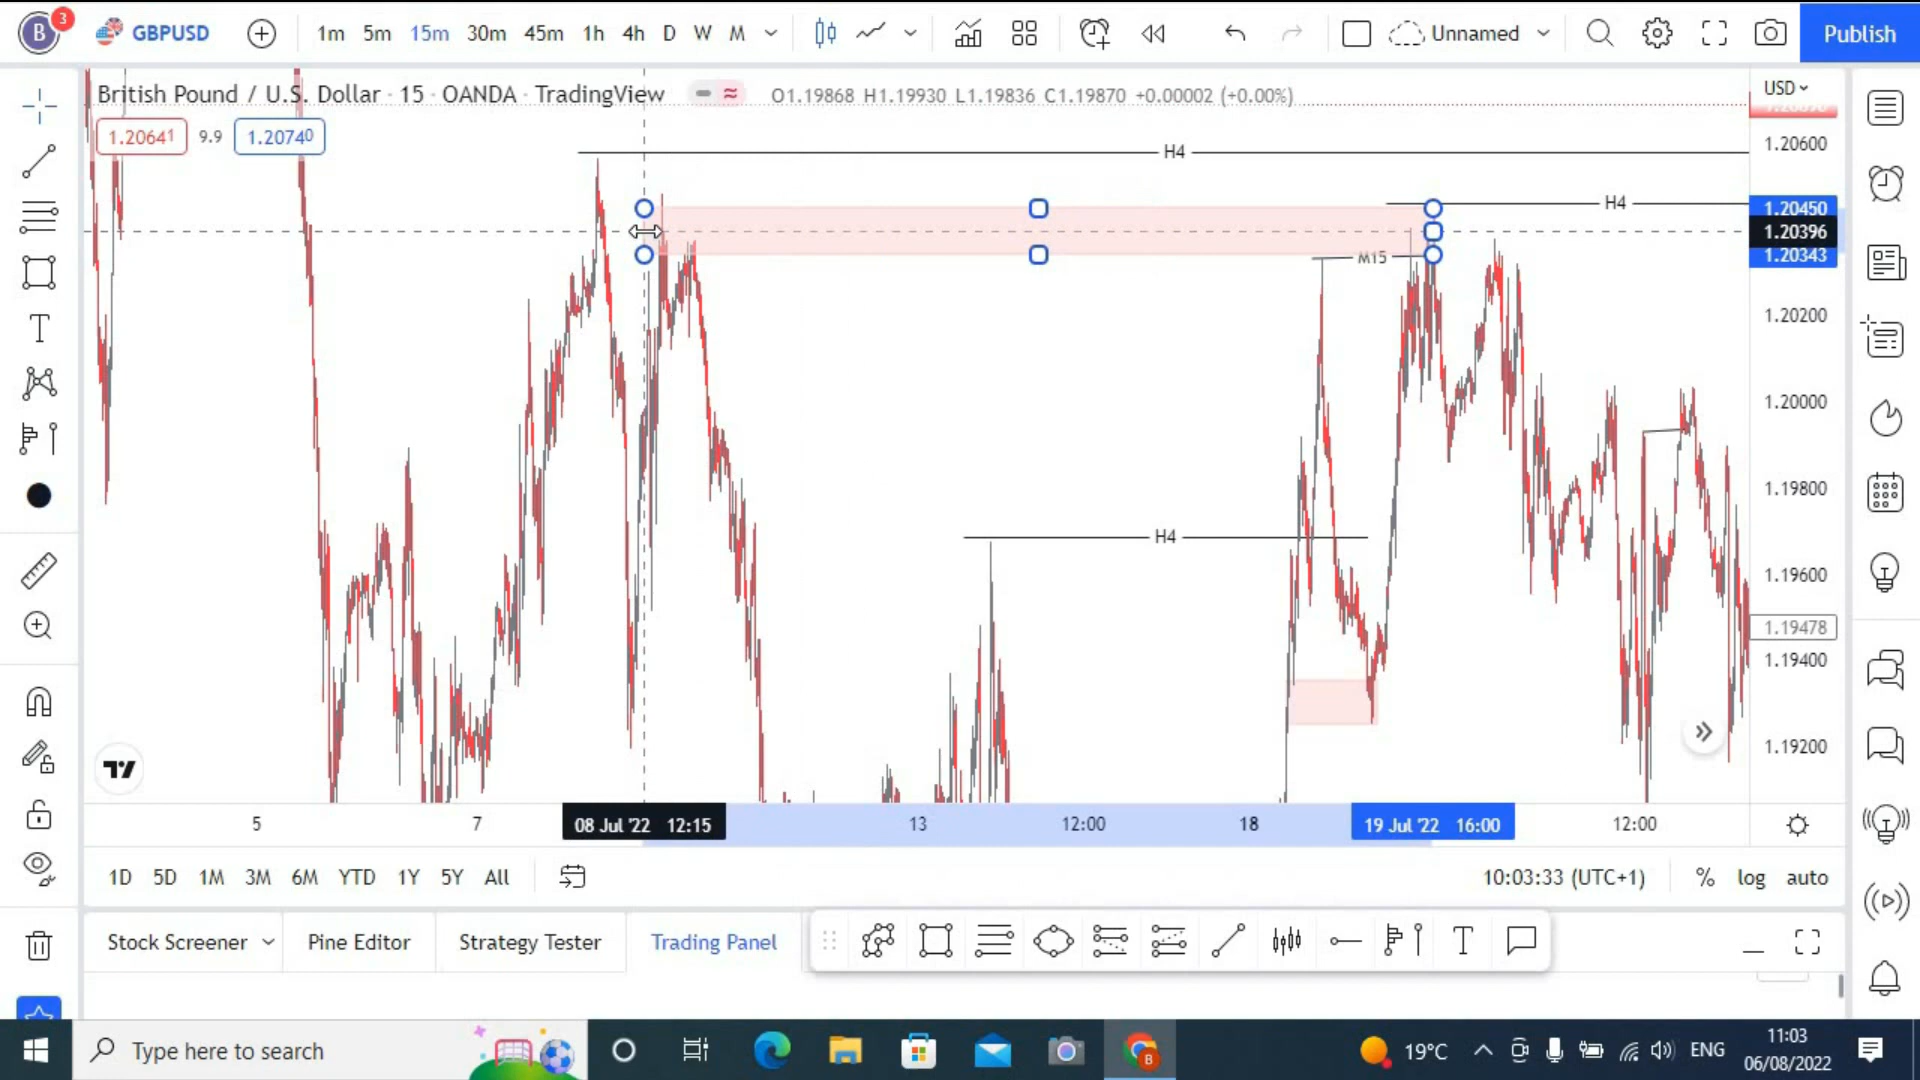 B 3 GBPUSD 1m 5m 15m 30m 45m 1h 4h D W M Unnamed Publish
British Pound / U.S. Dollar · 15 · OANDA · TradingView O1.19868 H1.19930 L1.19836 C1.19870 +0.00002 (+0.00%) USD
1.20641 9.9 1.20740
1.20600
H4
H4
1.20450
1.20396
1.20343
M15
1.20200
1.20000
1.19800
H4
1.19600
1.19478
1.19400
1.19200
5 7 08 Jul '22 12:15 13 12:00 18 19 Jul '22 16:00 12:00
1D 5D 1M 3M 6M YTD 1Y 5Y All 10:03:33 (UTC+1) % log auto
Stock Screener Pine Editor Strategy Tester Trading Panel
Type here to search B 19°C ENG 11:03
06/08/2022